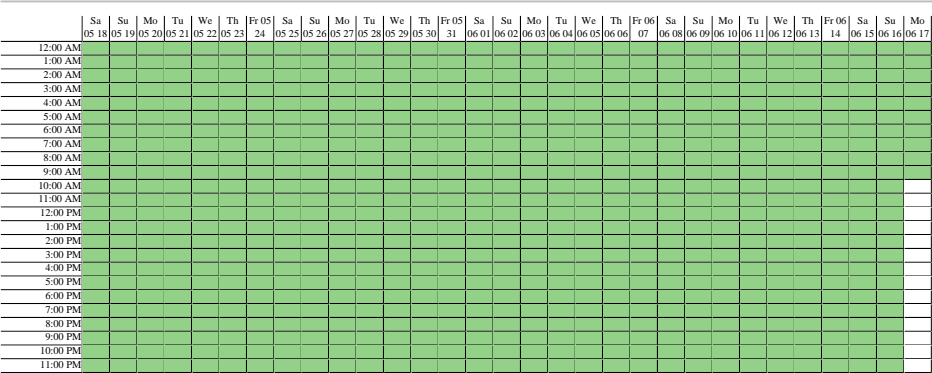 Sa Su Mo Tu We Th Fr 05 Sa Su Mo Tu We Th Fr 05 Sa Su Mo Tu We Th Fr 06 Sa Su Mo Tu We Th Fr 06 Sa Su Mo
05 18 05 19 05 20 05 21 05 22 05 23 24 05 25 05 26 05 27 05 28 05 29 05 30 31 06 01 06 02 06 03 06 04 06 05 06 06 07 06 08 06 09 06 10 06 11 06 12 06 13 14 06 15 06 16 06 17
12:00 AM
1:00 AM
2:00 AM
3:00 AM
4:00 AM
5:00 AM
6:00 AM
7:00 AM
8:00 AM
9:00 AM
10:00 AM
11:00 AM
12:00 PM
1:00 PM
2:00 PM
3:00 PM
4:00 PM
5:00 PM
6:00 PM
7:00 PM
8:00 PM
9:00 PM
10:00 PM
11:00 PM